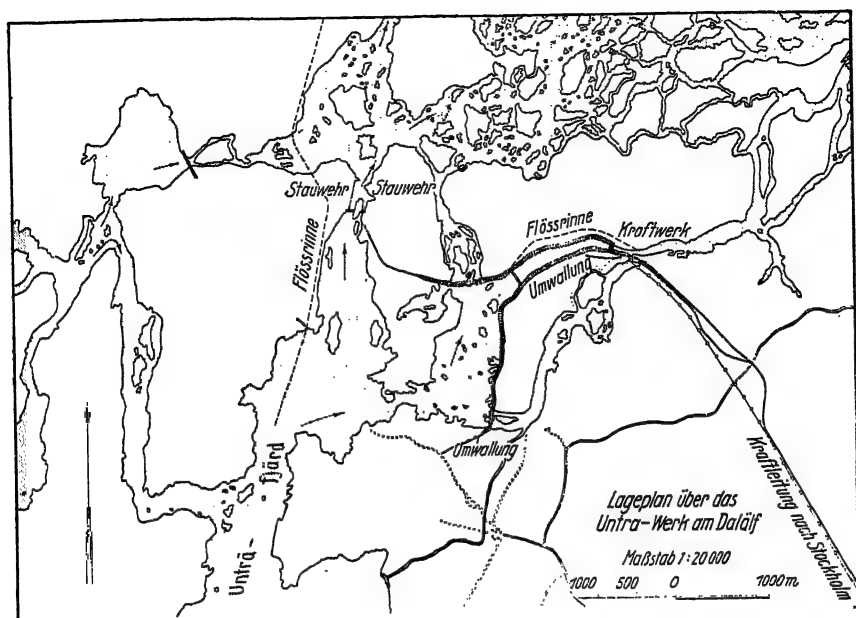 Stauwehr
Stauwehr
Flössrinne
Flössrinne
Kraftwerk
Umwallung
Umwallung
fjärd
Unträ-
Kraftleitung nach Stockholm
Lageplan über das
Untra-Werk am Dalälf
Maßstab 1:20 000
1000 500 0 1000 m